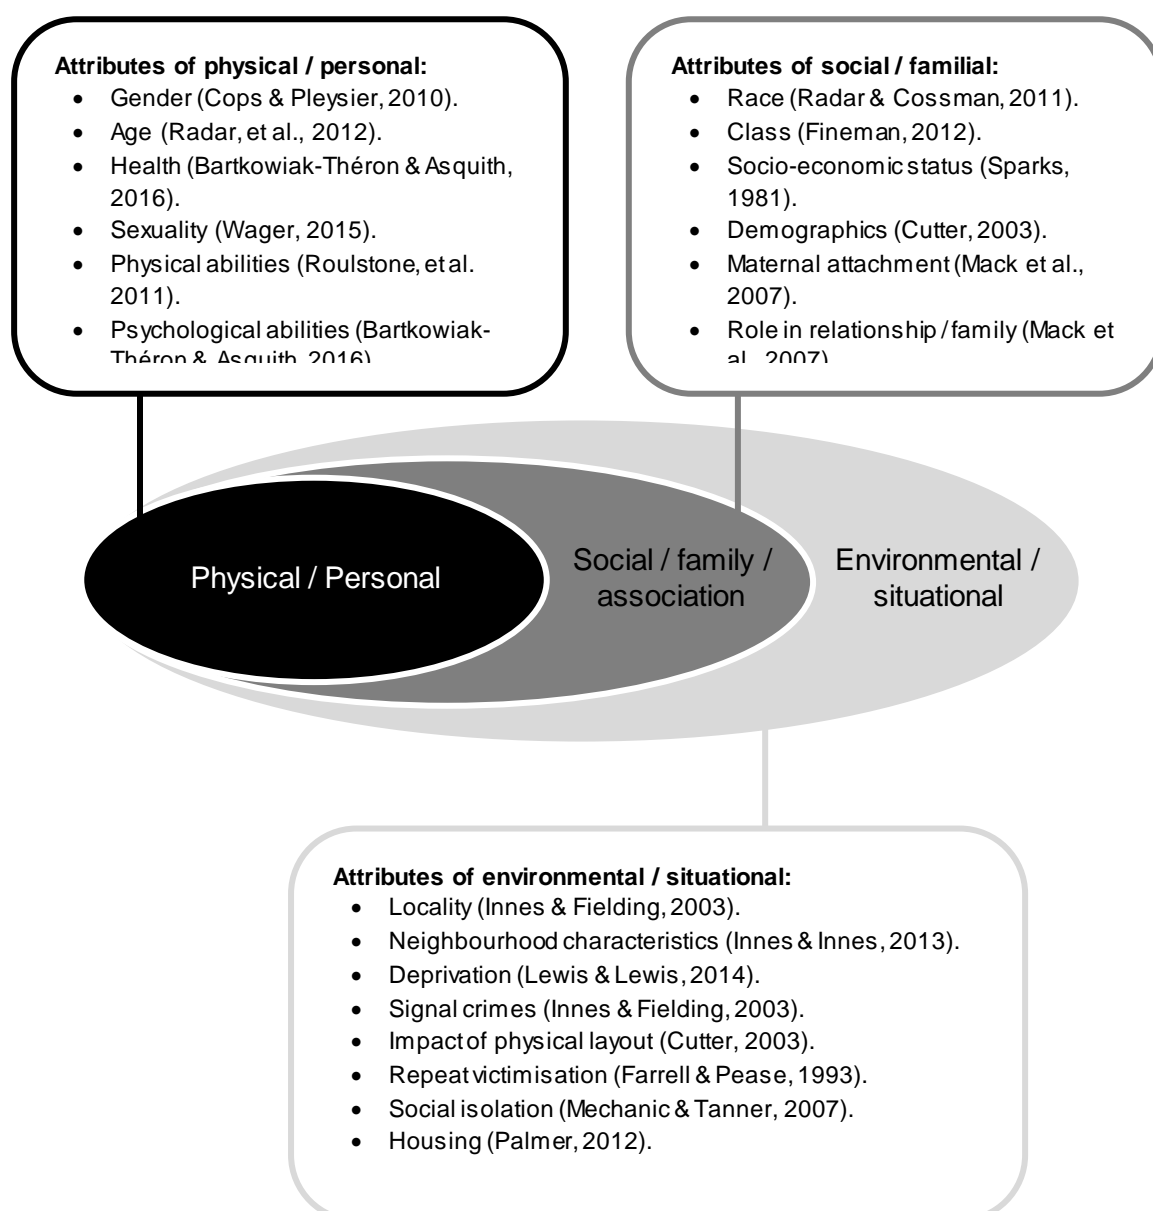 Attributes of physical / personal:
• Gender (Cops & Pleysier, 2010).
• Age (Radar, et al., 2012).
• Health (Bartkowiak-Théron & Asquith,
2016).
• Sexuality (Wager, 2015).
• Physical abilities (Roulstone, et al.
2011).
• Psychological abilities (Bartkowiak-
Théron & Asquith, 2016)
Attributes of social / familial:
• Race (Radar & Cossman, 2011).
• Class (Fineman, 2012).
• Socio-economic status (Sparks,
1981).
• Demographics (Cutter, 2003).
• Maternal attachment (Mack et al.,
2007).
• Role in relationship / family (Mack et
al., 2007)
Physical / Personal
Social / family /
association
Environmental /
situational
Attributes of environmental / situational:
• Locality (Innes & Fielding, 2003).
• Neighbourhood characteristics (Innes & Innes, 2013).
• Deprivation (Lewis & Lewis, 2014).
• Signal crimes (Innes & Fielding, 2003).
• Impact of physical layout (Cutter, 2003).
• Repeat victimisation (Farrell & Pease, 1993).
• Social isolation (Mechanic & Tanner, 2007).
• Housing (Palmer, 2012).